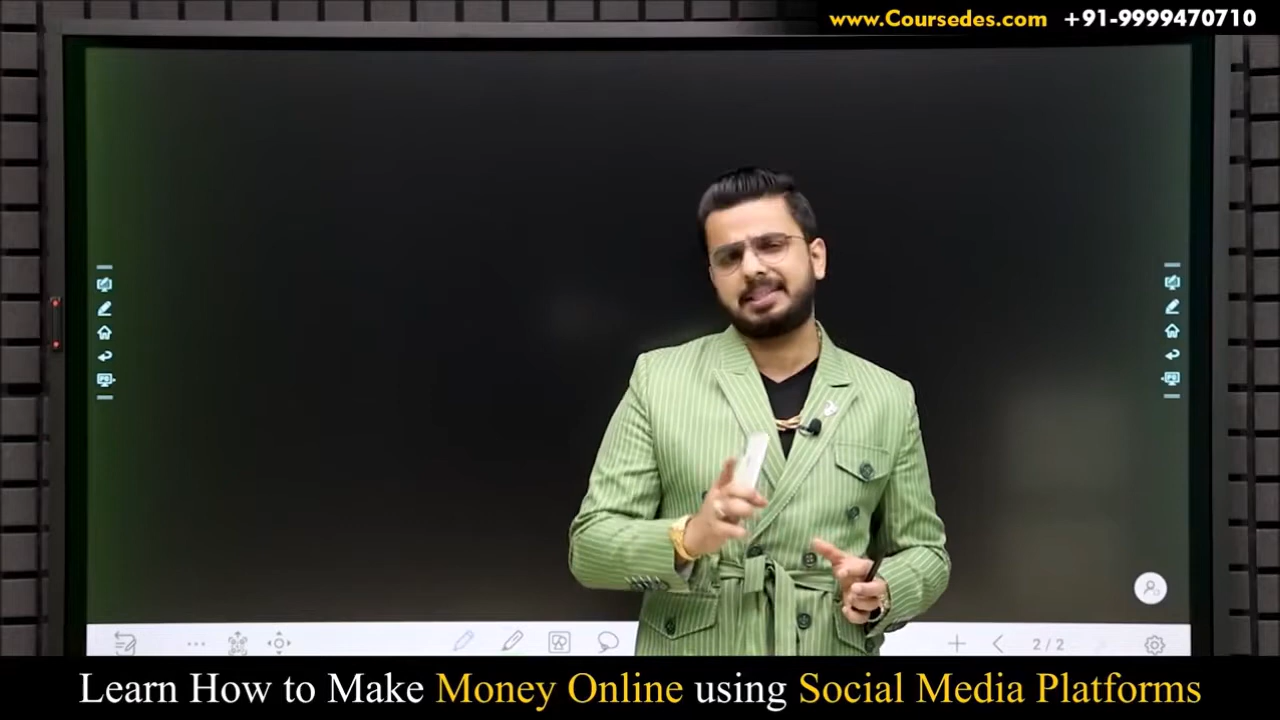 www.Coursedes.com +91-9999470710
2/2
Learn How to Make Money Online using Social Media Platforms